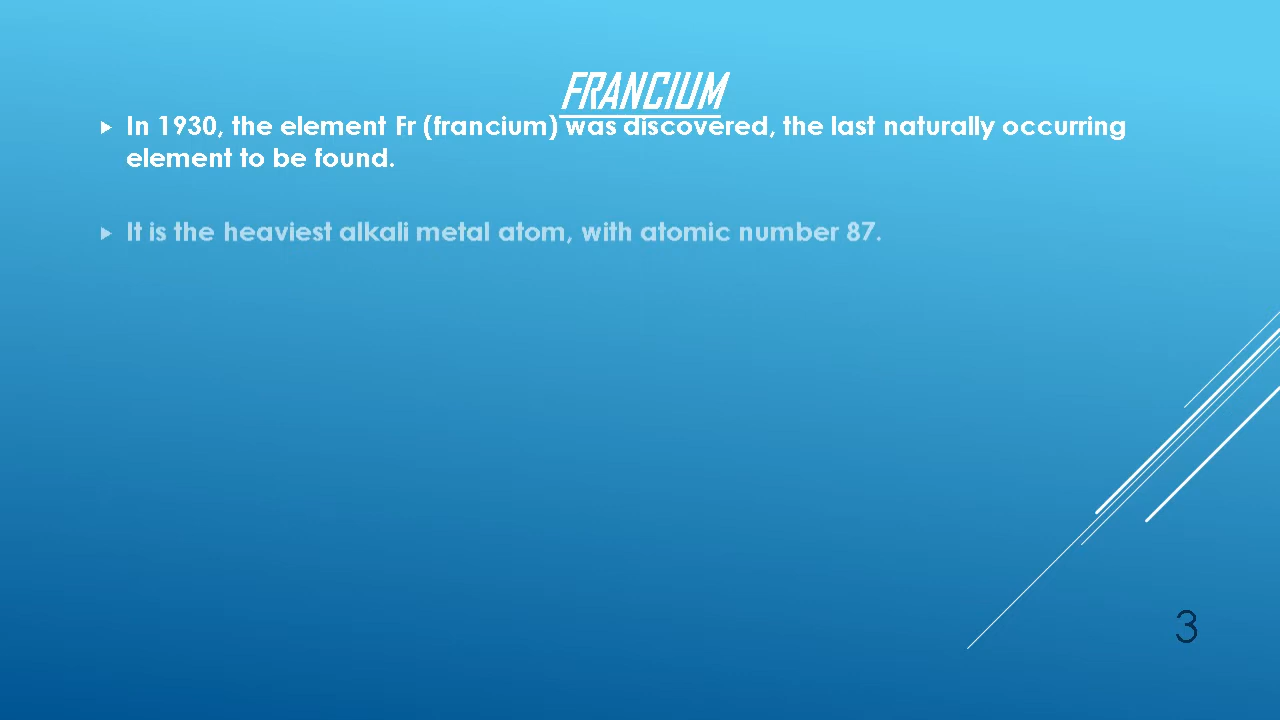 FRANCIUM
In 1930, the element Fr (francium) was discovered, the last naturally occurring
element to be found.
It is the heaviest alkali metal atom, with atomic number 87.
3